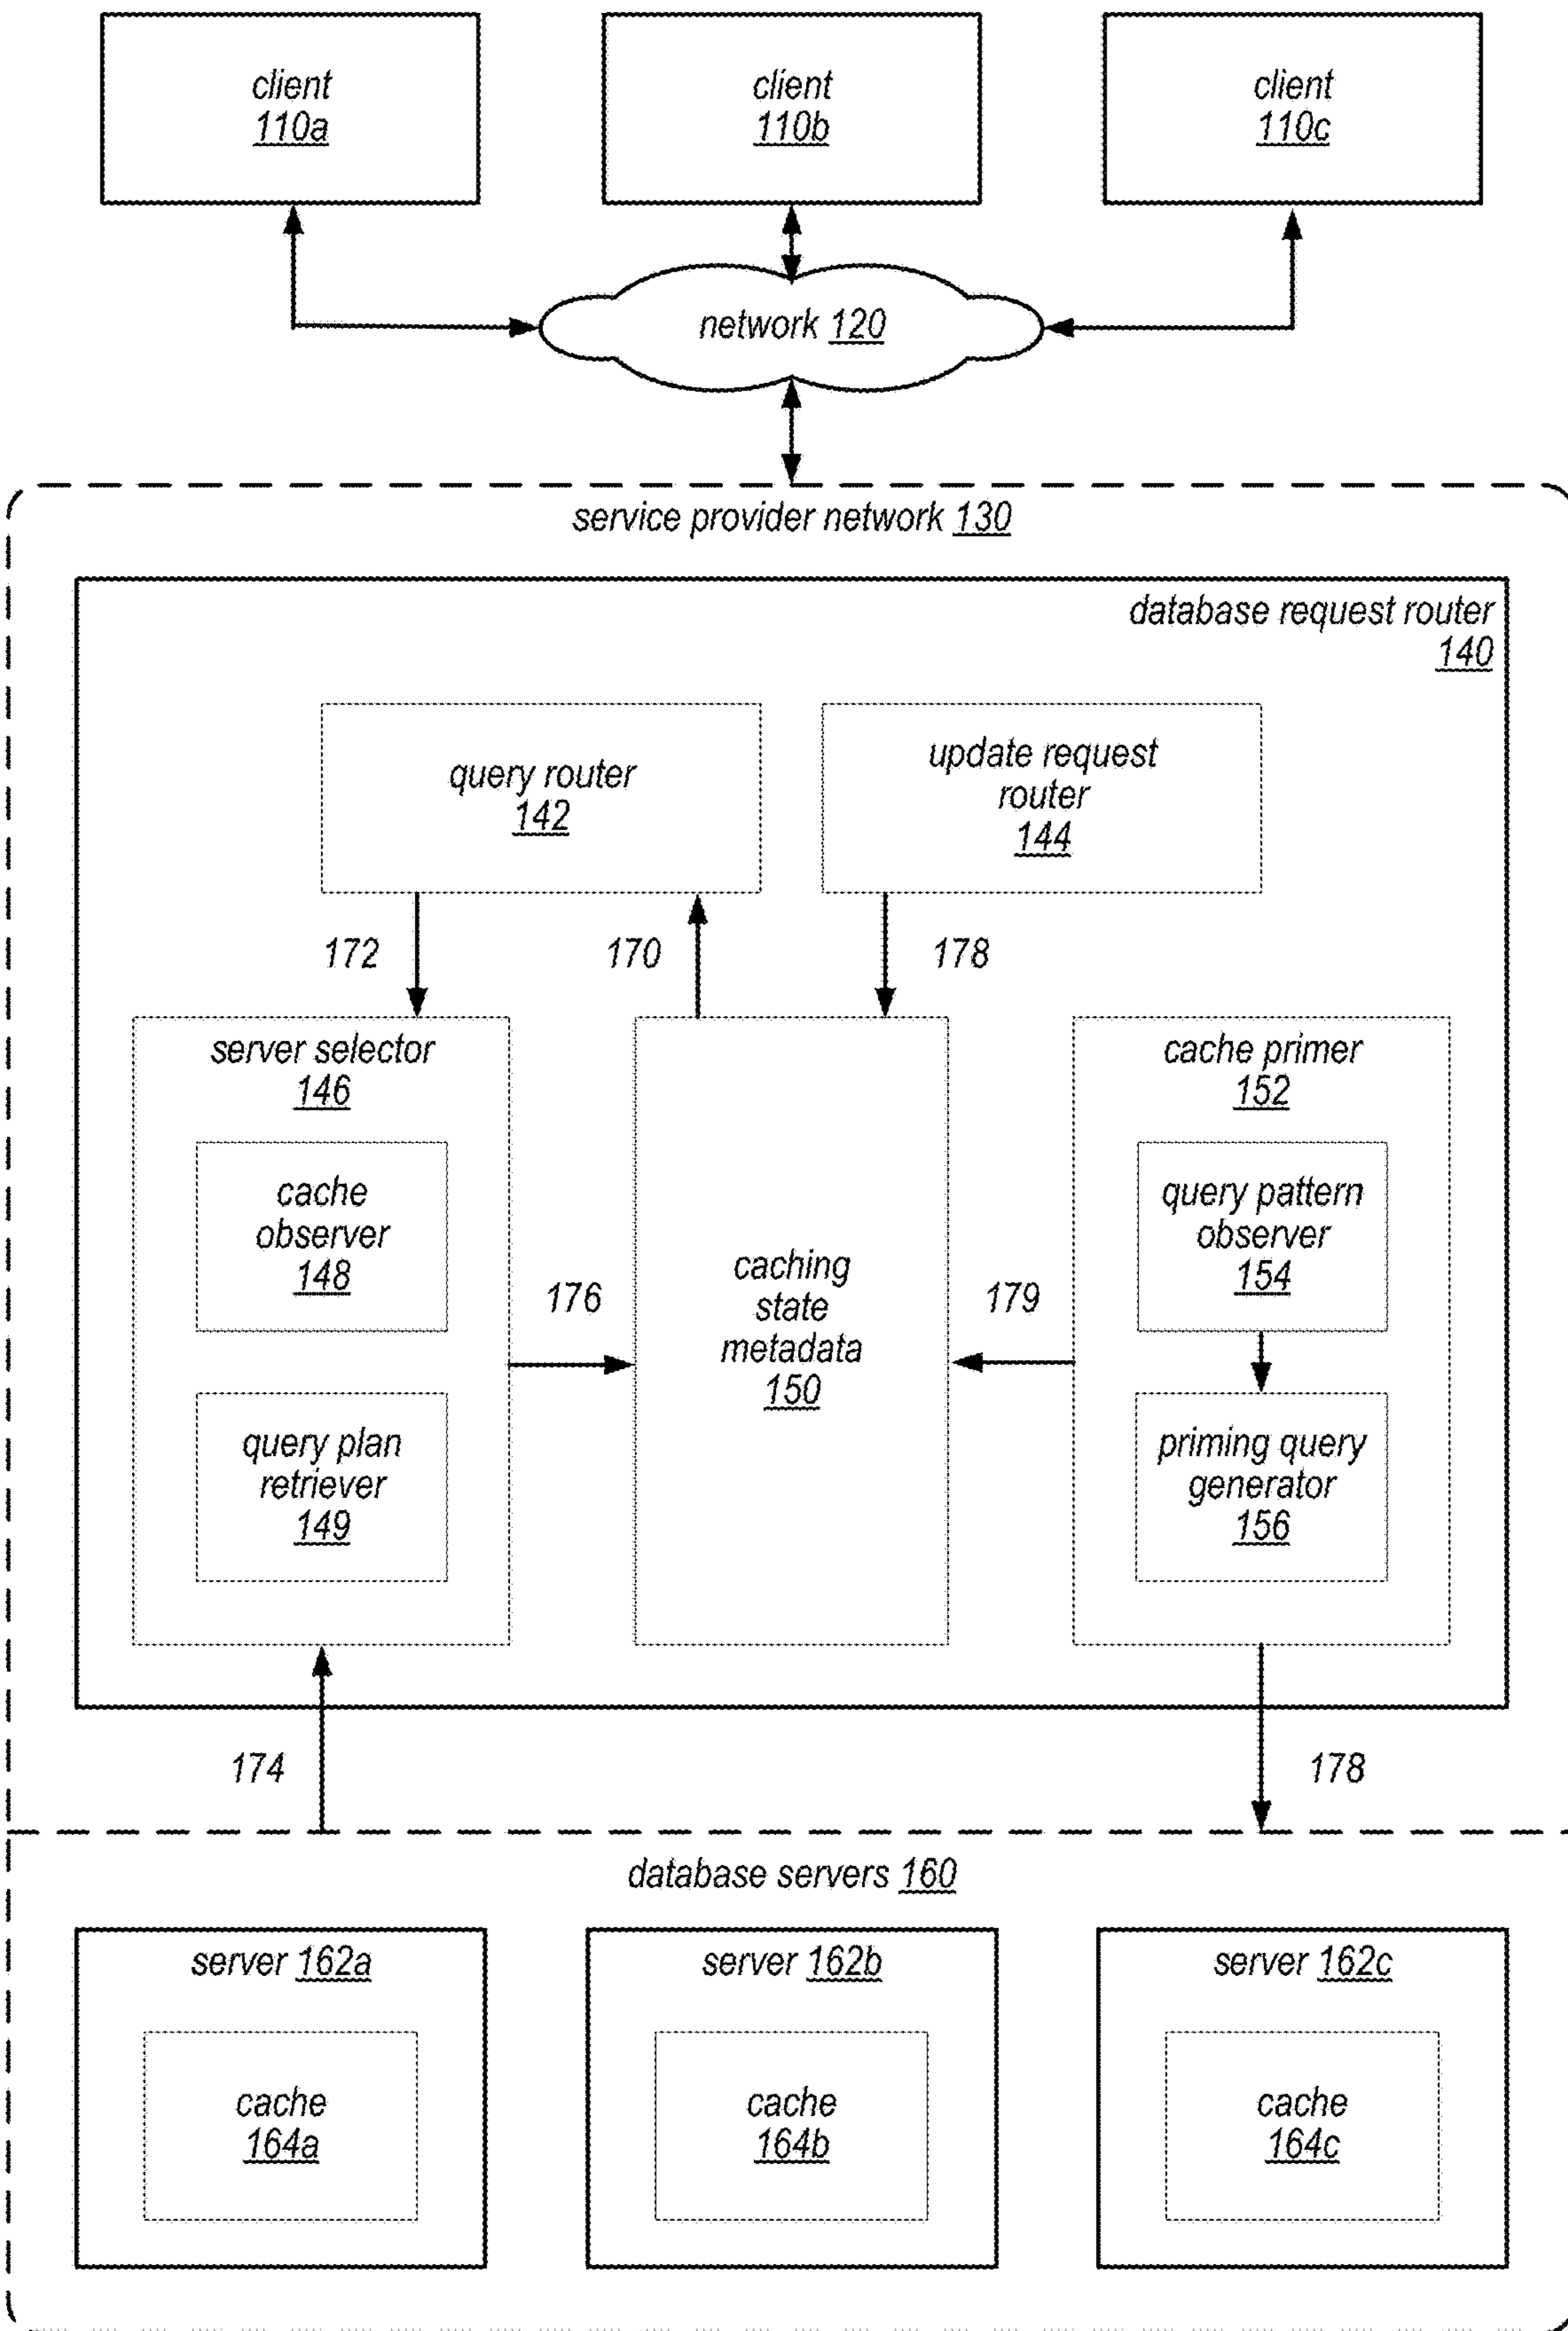 client
110a
client
110b
client
110c
network 120
service provider network 130
database request router
140
query router
142
update request
router
144
172
170
178
server selector
146
cache
observer
148
query plan
retriever
149
176
caching
state
metadata
150
179
cache primer
152
query pattern
observer
154
priming query
generator
156
174
178
database servers 160
server 162a
cache
164a
server 162b
cache
164b
server 162c
cache
164c